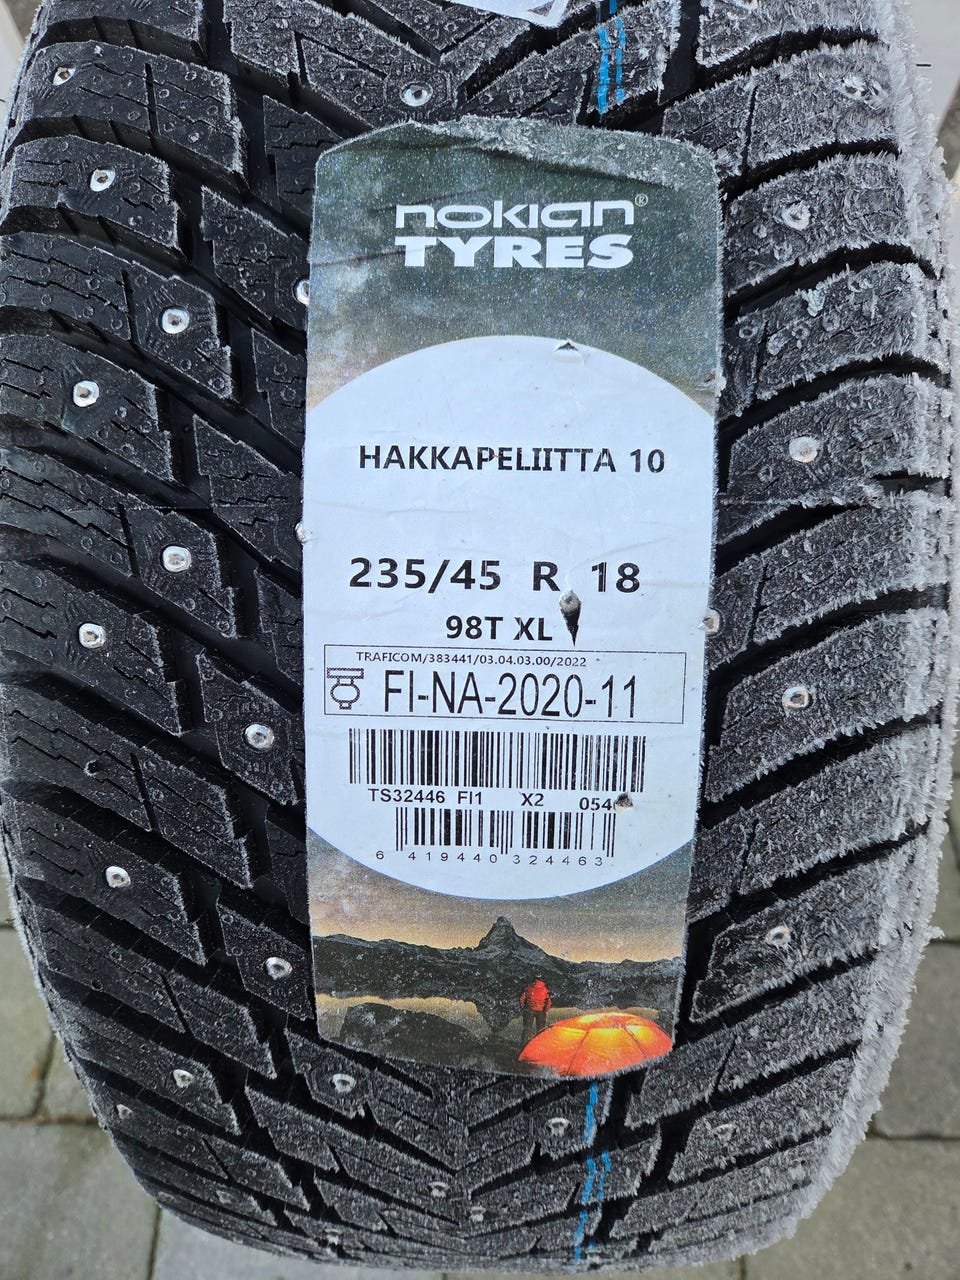 nokian®
TYRES
HAKKAPELIITTA 10
235/45 R 18
98T XL
TRAFICOM/383441/03.04.03.00/2022
FI-NA-2020-11
TS32446 FI1 X2 054
6 419440 324463